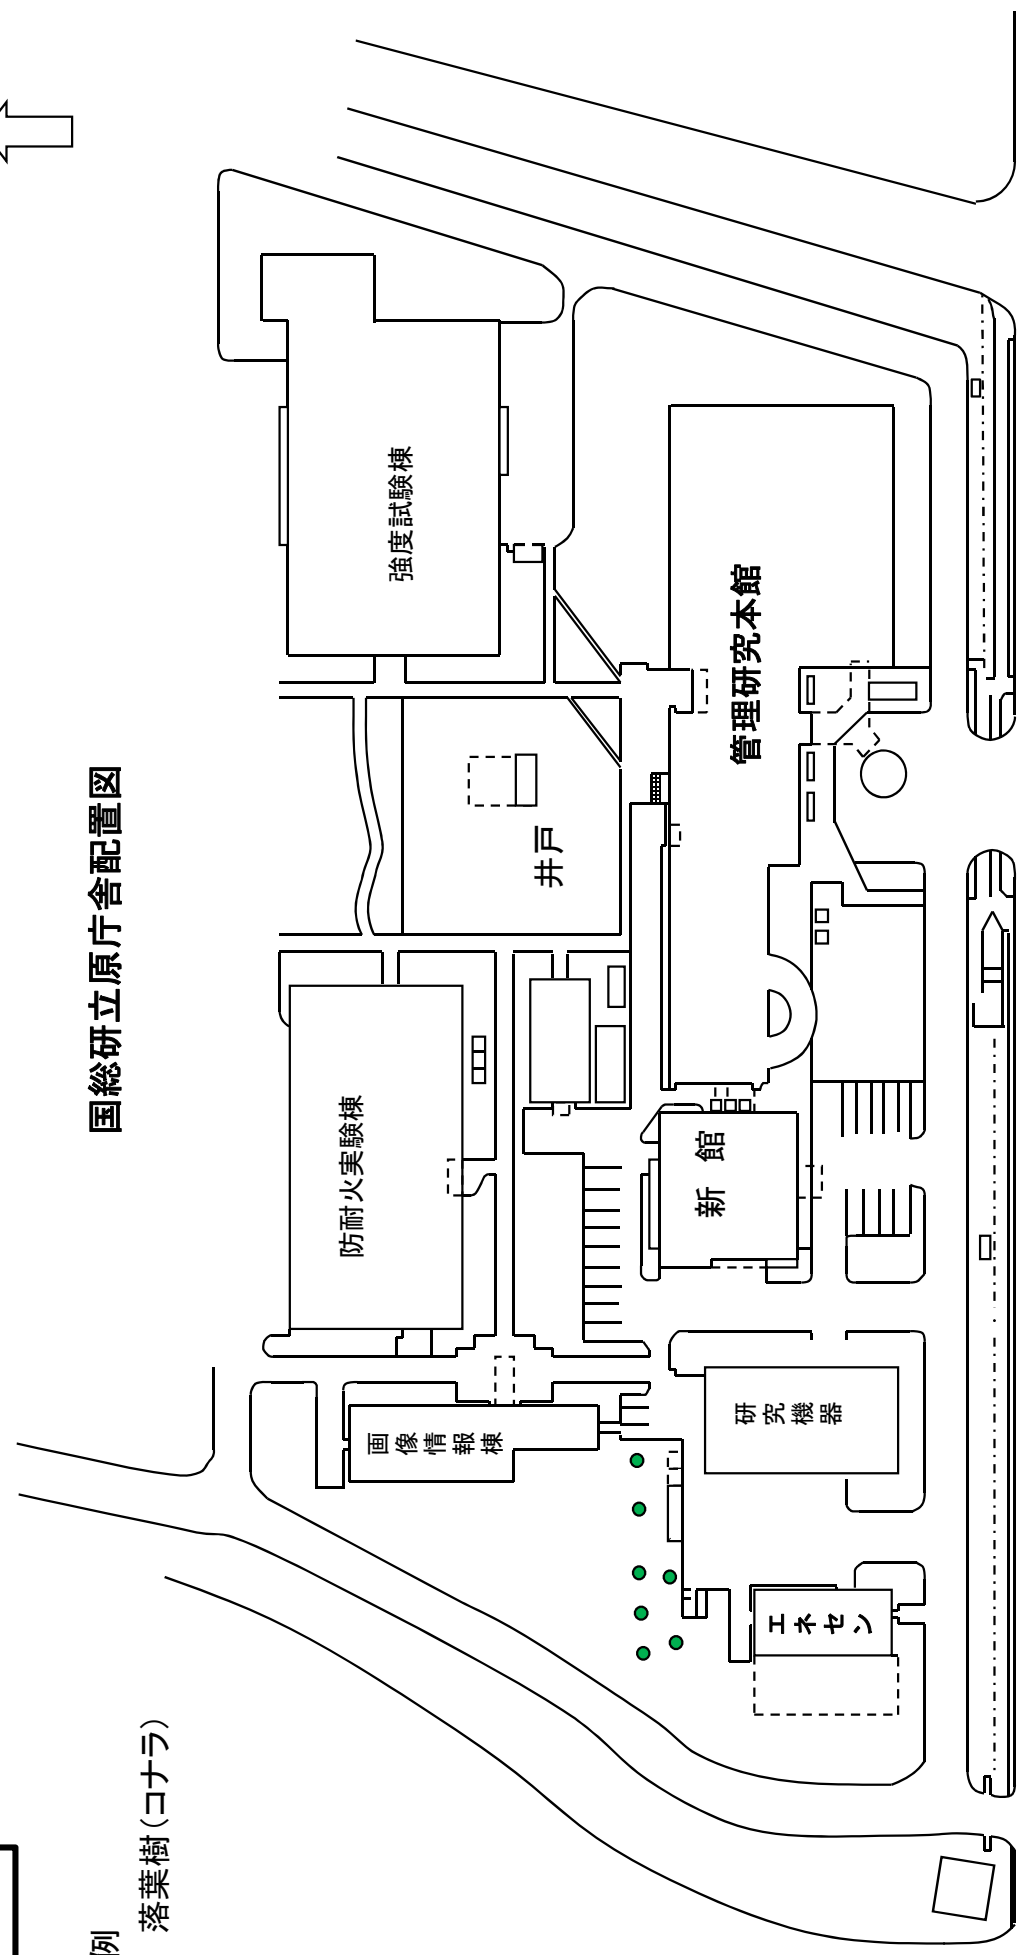 国総研立原庁舎配置図
例
落葉樹(コナラ)
強度試験棟
管理研究本館
井戸
防耐火実験棟
新館
画像情報棟
研究機器
エネセン